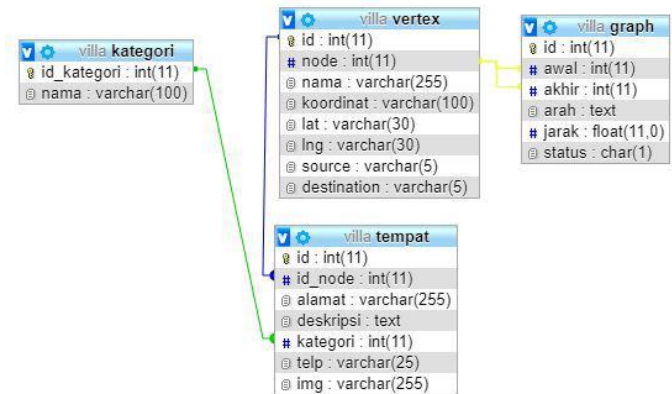 villa kategori
id_kategori : int(11)
nama : varchar(100)
villa vertex
id : int(11)
node : int(11)
nama : varchar(255)
koordinat : varchar(100)
lat : varchar(30)
lng : varchar(30)
source : varchar(5)
destination : varchar(5)
villa graph
id : int(11)
awal : int(11)
akhir : int(11)
arah : text
jarak : float(11,0)
status : char(1)
villa tempat
id : int(11)
id_node : int(11)
alamat : varchar(255)
deskripsi : text
kategori : int(11)
telp : varchar(25)
img : varchar(255)